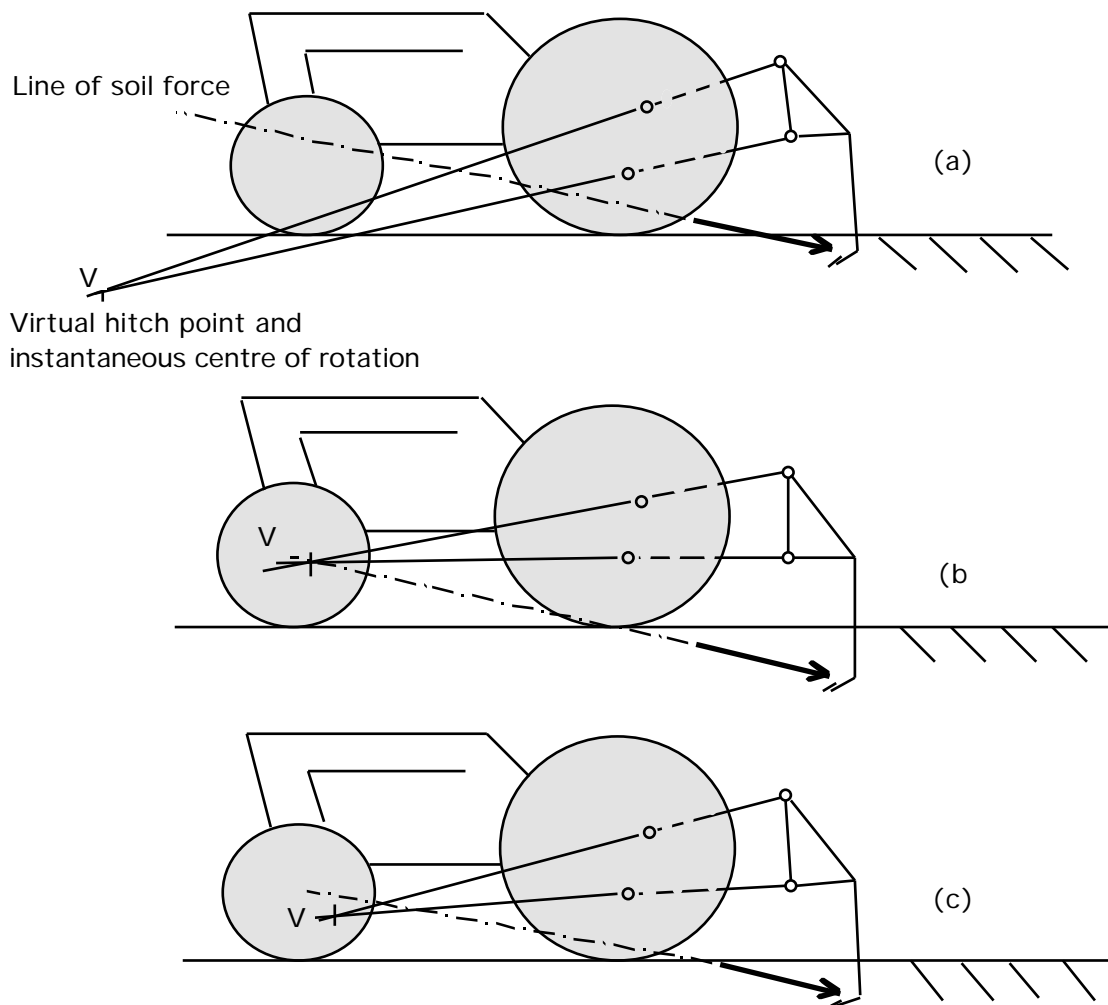 Line of soil force
(a)
V
Virtual hitch point and
instantaneous centre of rotation
V
(b
V
(c)